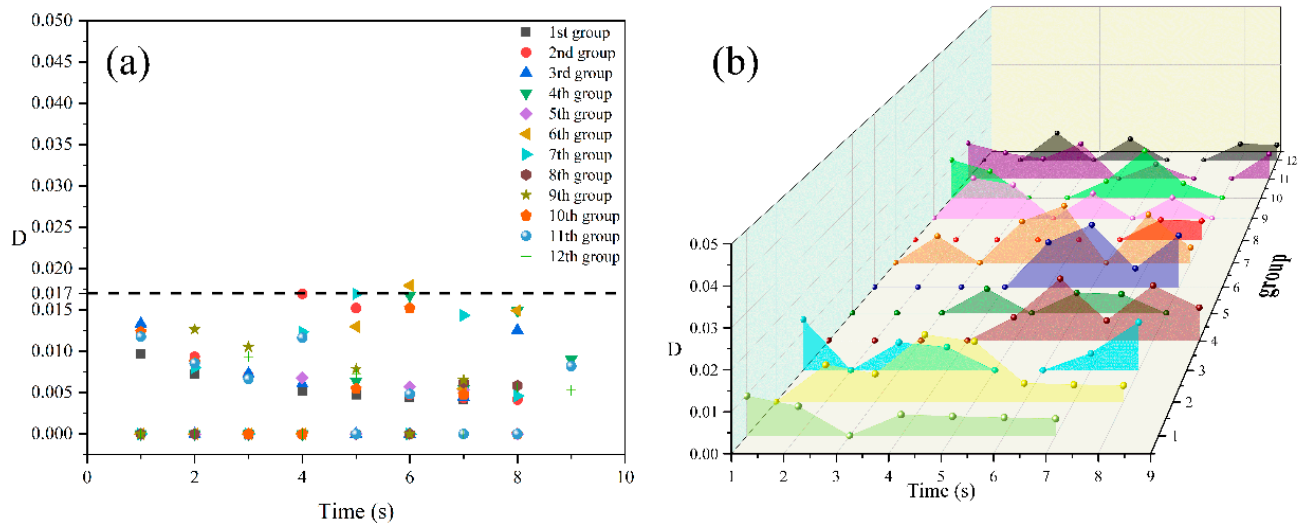 (a)
0.050
0.045
0.040
0.035
0.030
0.025
0.020
0.017
0.015
0.010
0.005
0.000
D
1st group
2nd group
3rd group
4th group
5th group
6th group
7th group
8th group
9th group
10th group
11th group
12th group
0 2 4 6 8 10
Time (s)
(b)
0.05
0.04
0.03
0.02
0.01
0.00
D
1 2 3 4 5 6 7 8 9
Time (s)
12
11
10
9
8
7
6
5
4
3
2
1
group